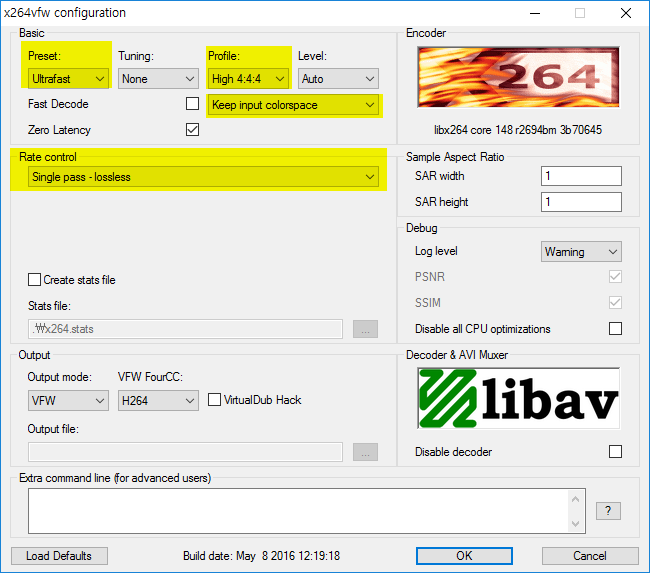 x264vfw configuration
Basic
Preset:
Tuning:
Profile:
Level:
Ultrafast
None
High 4:4:4
Auto
Fast Decode
Keep input colorspace
Zero Latency
Encoder
264
libx264 core 148 r2694bm 3b70645
Rate control
Single pass - lossless
Create stats file
Stats file:
.₩x264.stats
...
Sample Aspect Ratio
SAR width
1
SAR height
1
Debug
Log level
Warning
PSNR
SSIM
Disable all CPU optimizations
Output
Output mode:
VFW FourCC:
VFW
H264
VirtualDub Hack
Output file:
...
Decoder & AVI Muxer
libav
Disable decoder
Extra command line (for advanced users)
?
Load Defaults
Build date: May  8 2016 12:19:18
OK
Cancel